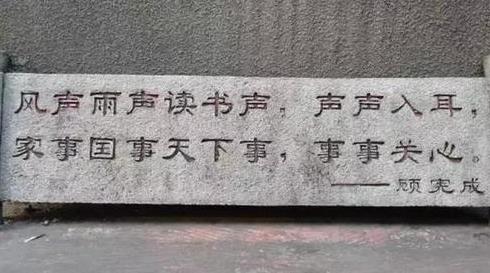 风声雨声读书声，声声入耳，
家事国事天下事，事事关心。
——顾宪成